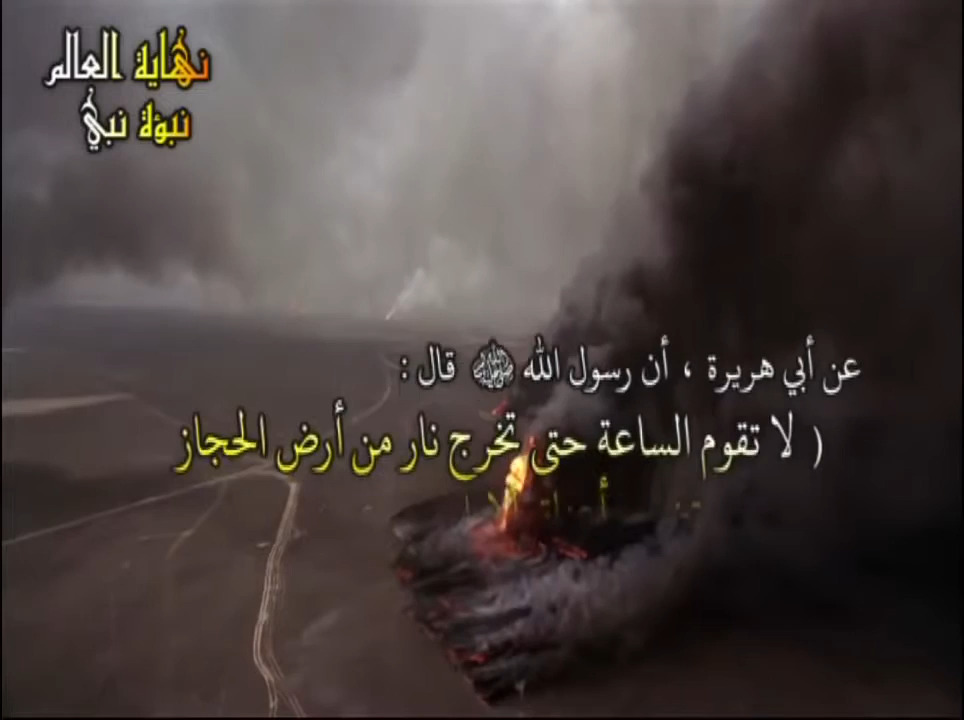 نهاية العالم
نبؤة نبي
عن أبي هريرة ، أن رسول الله ﷺ قال :
( لا تقوم الساعة حتى تخرج نار من أرض الحجاز